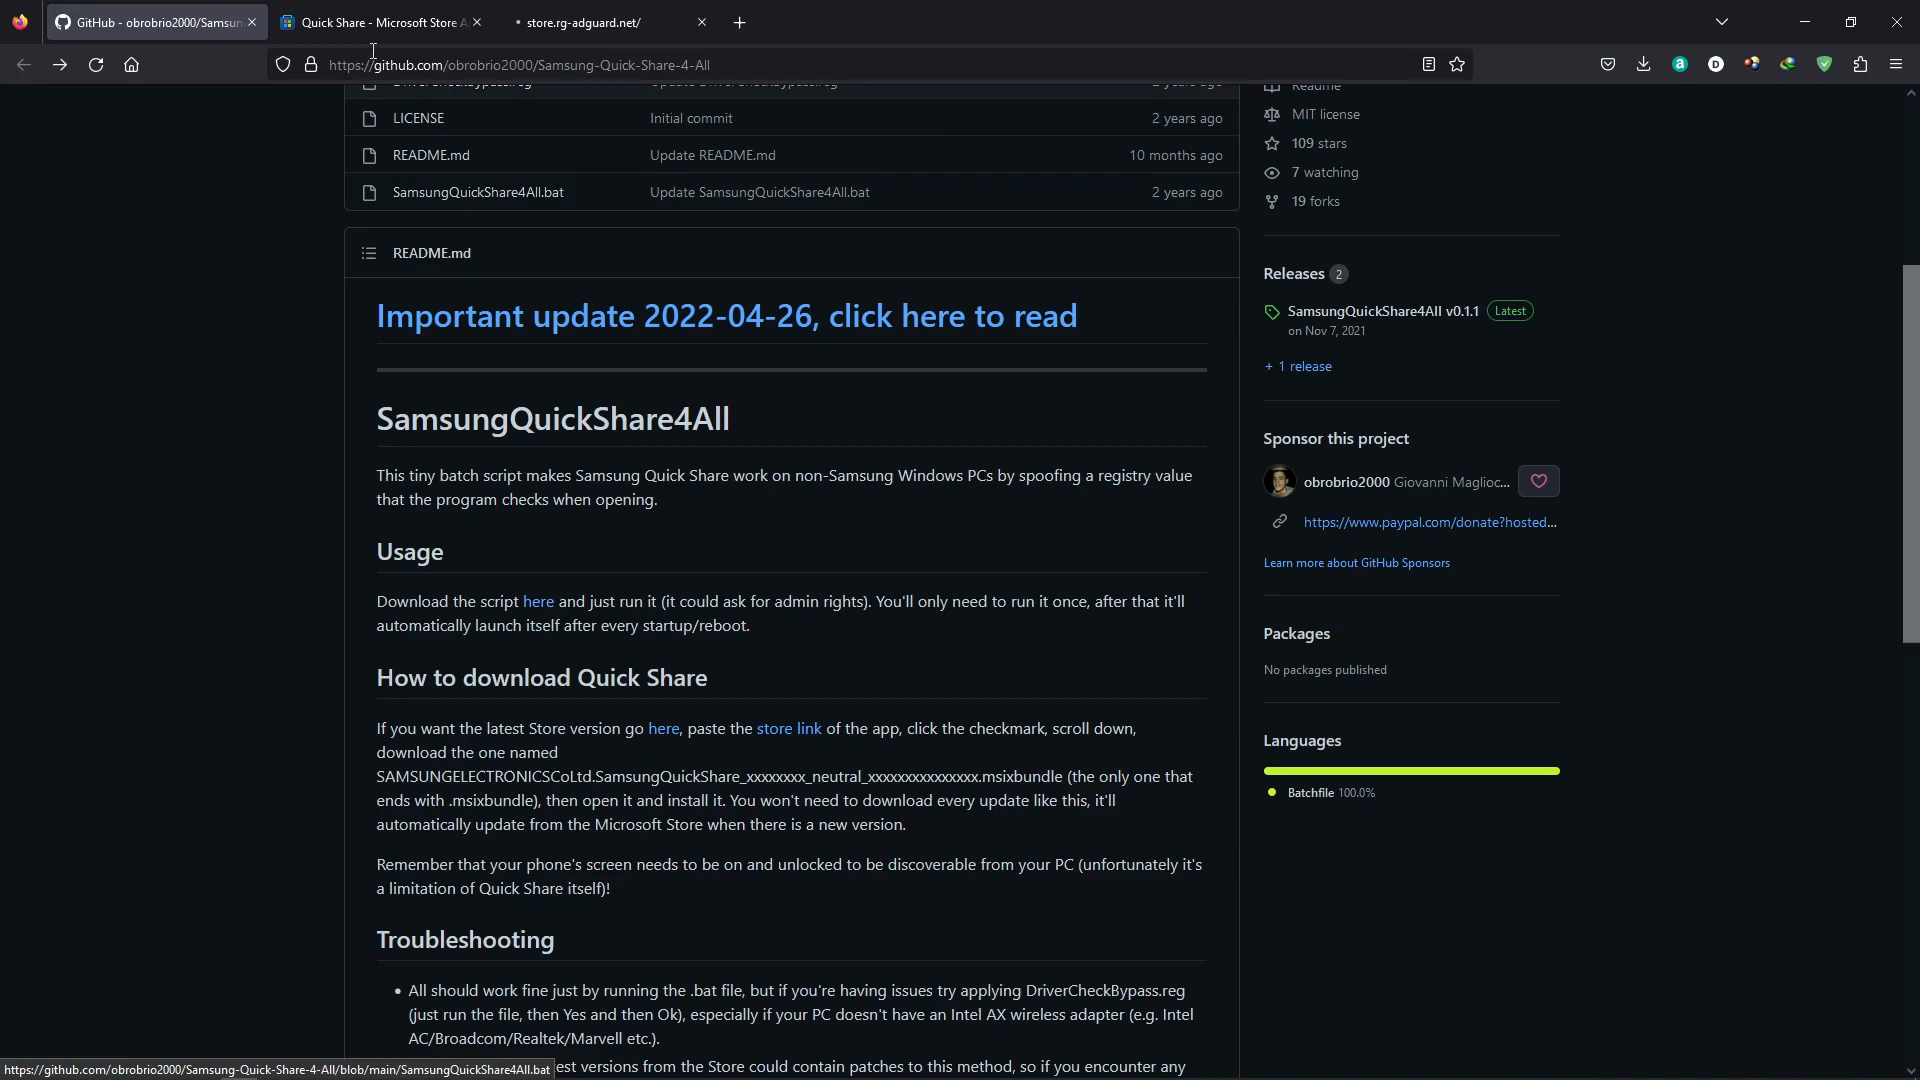 GitHub - obrobrio2000/Samsun
Quick Share - Microsoft Store A
store.rg-adguard.net/
https://github.com/obrobrio2000/Samsung-Quick-Share-4-All
Readme
LICENSE Initial commit 2 years ago
MIT license
README.md Update README.md 10 months ago
109 stars
7 watching
SamsungQuickShare4All.bat Update SamsungQuickShare4All.bat 2 years ago
19 forks
README.md
Releases 2
Important update 2022-04-26, click here to read
SamsungQuickShare4All v0.1.1 Latest
on Nov 7, 2021
+ 1 release
SamsungQuickShare4All
Sponsor this project
This tiny batch script makes Samsung Quick Share work on non-Samsung Windows PCs by spoofing a registry value
that the program checks when opening.
obrobrio2000 Giovanni Maglioc...
https://www.paypal.com/donate?hosted...
Usage
Learn more about GitHub Sponsors
Download the script here and just run it (it could ask for admin rights). You'll only need to run it once, after that it'll
automatically launch itself after every startup/reboot.
Packages
No packages published
How to download Quick Share
If you want the latest Store version go here, paste the store link of the app, click the checkmark, scroll down,
download the one named
SAMSUNGELECTRONICSCoLtd.SamsungQuickShare_xxxxxxxx_neutral_xxxxxxxxxxxxxxx.msixbundle (the only one that
ends with .msixbundle), then open it and install it. You won't need to download every update like this, it'll
automatically update from the Microsoft Store when there is a new version.
Languages
Batchfile 100.0%
Remember that your phone's screen needs to be on and unlocked to be discoverable from your PC (unfortunately it's
a limitation of Quick Share itself)!
Troubleshooting
All should work fine just by running the .bat file, but if you're having issues try applying DriverCheckBypass.reg
(just run the file, then Yes and then Ok), especially if your PC doesn't have an Intel AX wireless adapter (e.g. Intel
AC/Broadcom/Realtek/Marvell etc.).
est versions from the Store could contain patches to this method, so if you encounter any
https://github.com/obrobrio2000/Samsung-Quick-Share-4-All/blob/main/SamsungQuickShare4All.bat